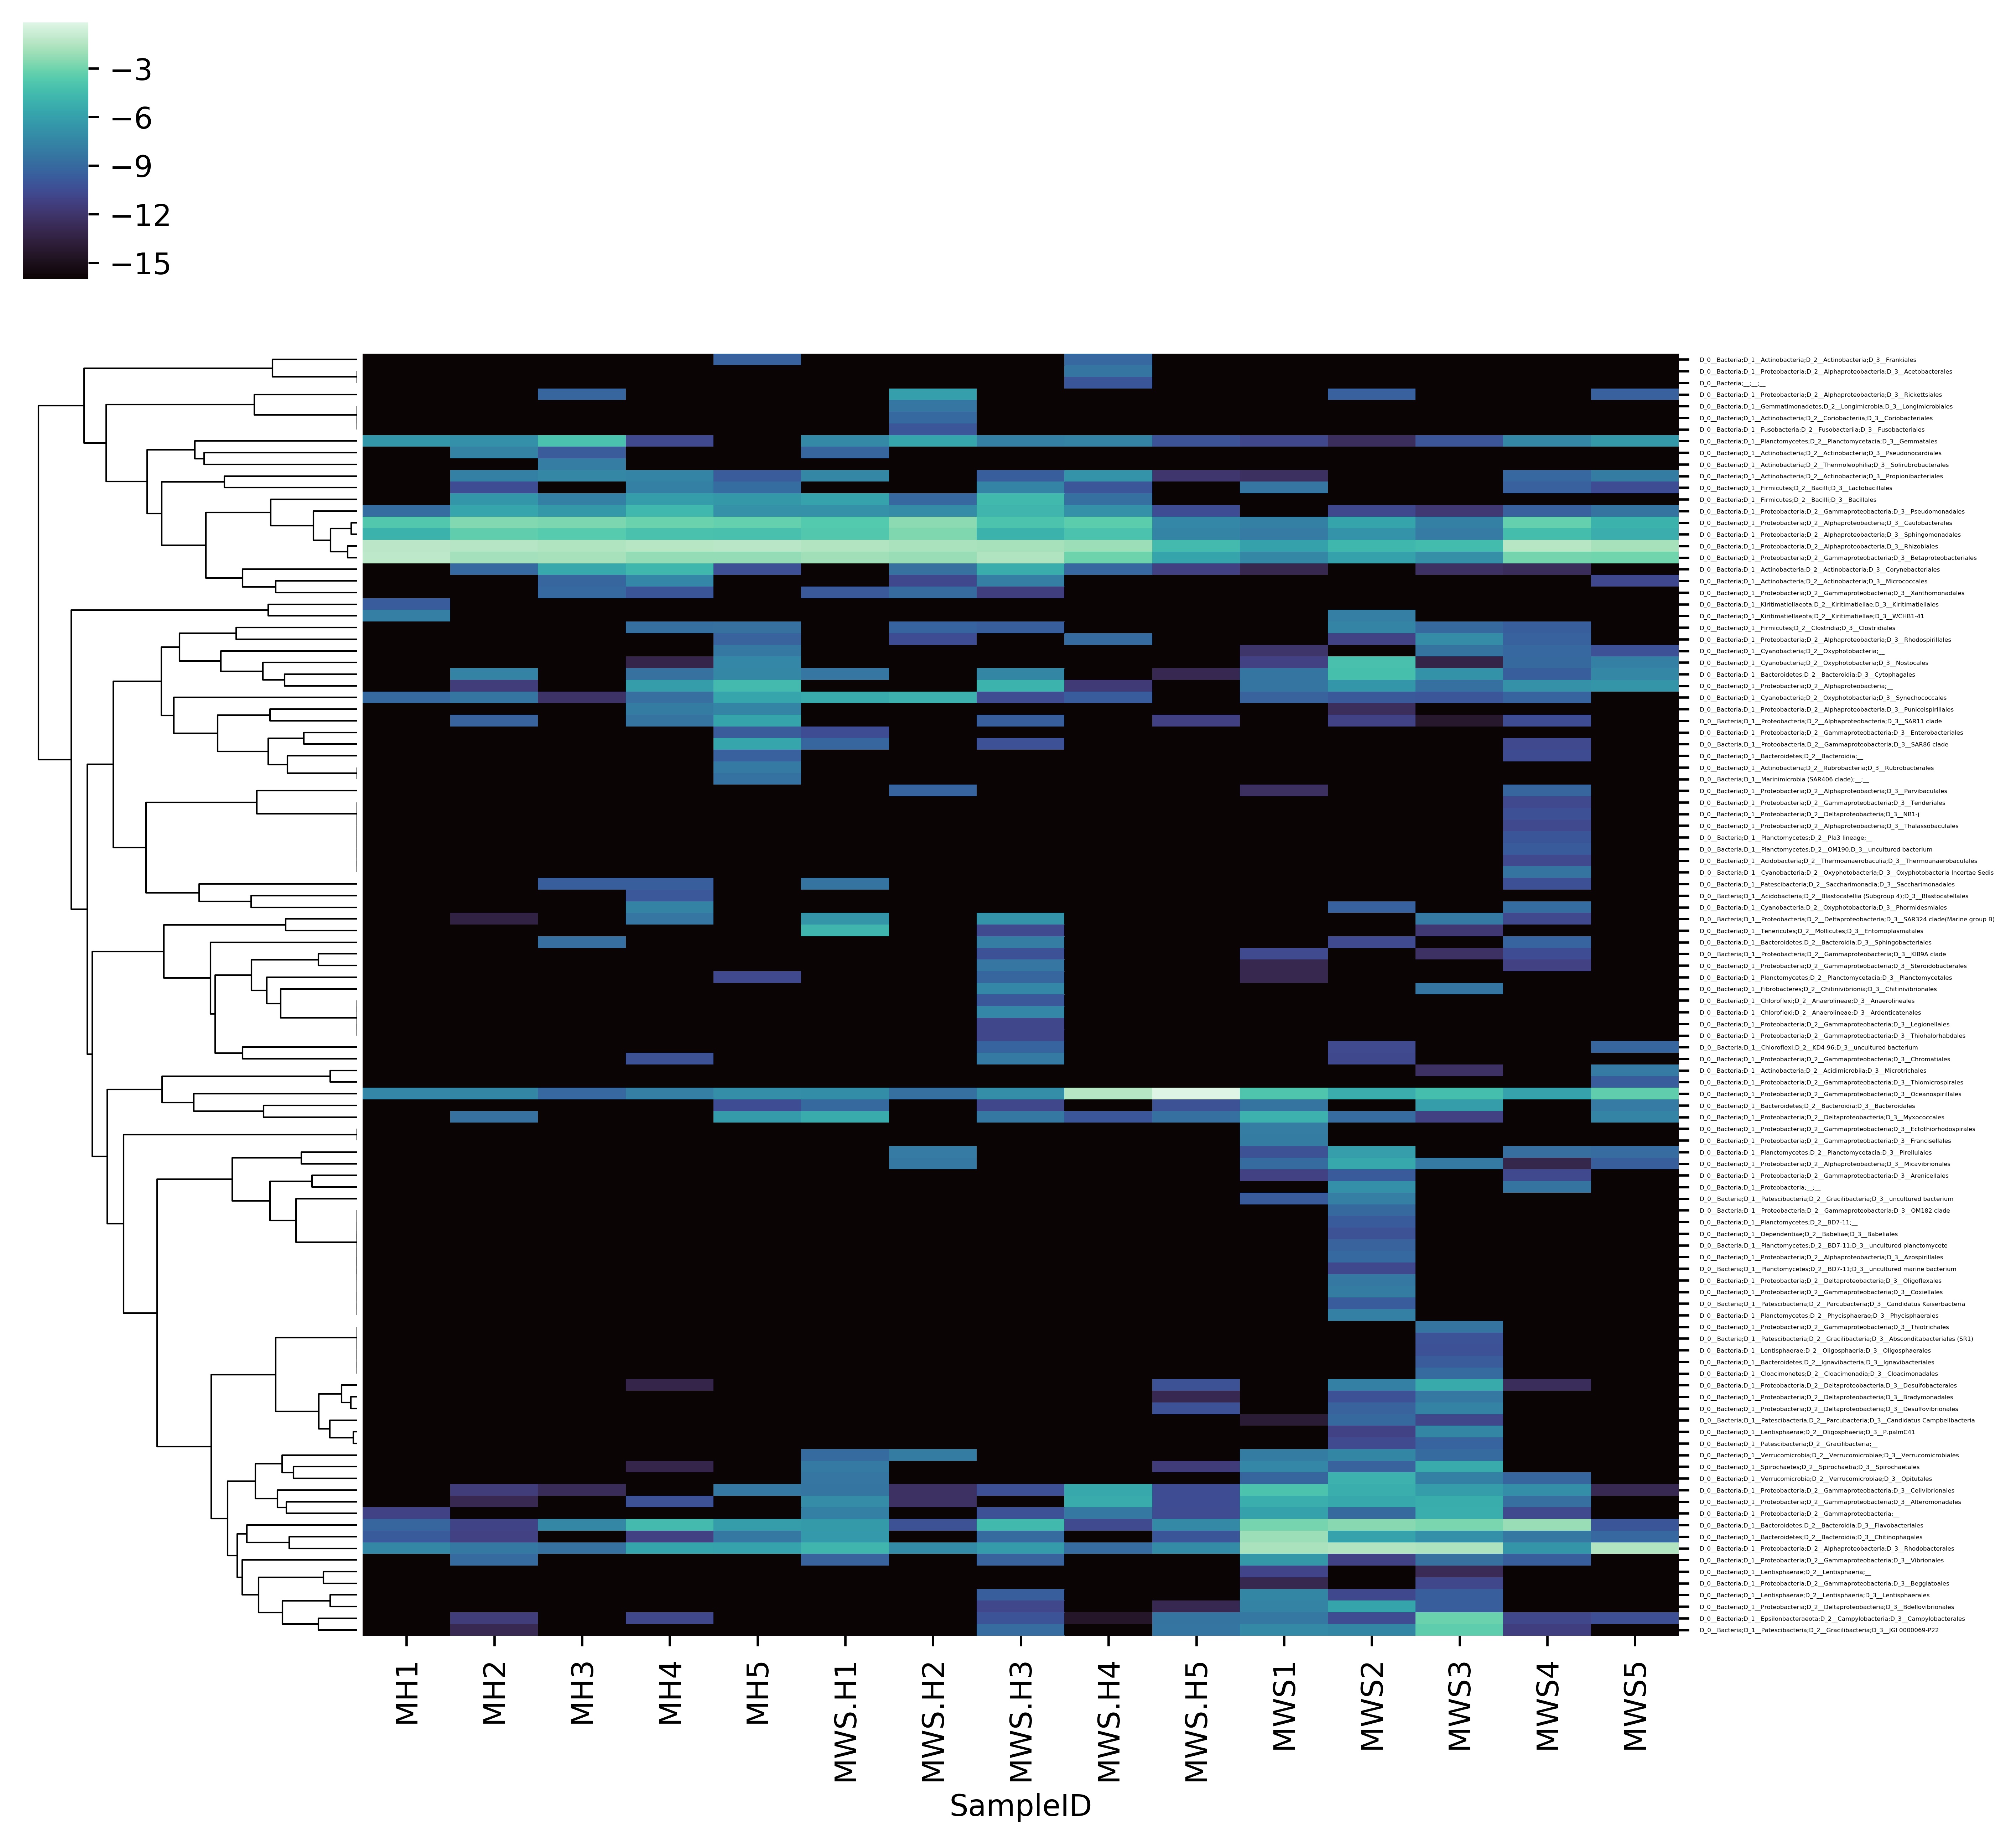 −3
−6
−9
−12
−15
D_0__Bacteria;D_1__Actinobacteria;D_2__Actinobacteria;D_3__Frankiales
D_0__Bacteria;D_1__Proteobacteria;D_2__Alphaproteobacteria;D_3__Acetobacterales
D_0__Bacteria;__;__;__
D_0__Bacteria;D_1__Proteobacteria;D_2__Alphaproteobacteria;D_3__Rickettsiales
D_0__Bacteria;D_1__Gemmatimonadetes;D_2__Longimicrobia;D_3__Longimicrobiales
D_0__Bacteria;D_1__Actinobacteria;D_2__Coriobacteriia;D_3__Coriobacteriales
D_0__Bacteria;D_1__Fusobacteria;D_2__Fusobacteriia;D_3__Fusobacteriales
D_0__Bacteria;D_1__Planctomycetes;D_2__Planctomycetacia;D_3__Gemmatales
D_0__Bacteria;D_1__Actinobacteria;D_2__Actinobacteria;D_3__Pseudonocardiales
D_0__Bacteria;D_1__Actinobacteria;D_2__Thermoleophilia;D_3__Solirubrobacterales
D_0__Bacteria;D_1__Actinobacteria;D_2__Actinobacteria;D_3__Propionibacteriales
D_0__Bacteria;D_1__Firmicutes;D_2__Bacilli;D_3__Lactobacillales
D_0__Bacteria;D_1__Firmicutes;D_2__Bacilli;D_3__Bacillales
D_0__Bacteria;D_1__Proteobacteria;D_2__Gammaproteobacteria;D_3__Pseudomonadales
D_0__Bacteria;D_1__Proteobacteria;D_2__Alphaproteobacteria;D_3__Caulobacterales
D_0__Bacteria;D_1__Proteobacteria;D_2__Alphaproteobacteria;D_3__Sphingomonadales
D_0__Bacteria;D_1__Proteobacteria;D_2__Alphaproteobacteria;D_3__Rhizobiales
D_0__Bacteria;D_1__Proteobacteria;D_2__Gammaproteobacteria;D_3__Betaproteobacteriales
D_0__Bacteria;D_1__Actinobacteria;D_2__Actinobacteria;D_3__Corynebacteriales
D_0__Bacteria;D_1__Actinobacteria;D_2__Actinobacteria;D_3__Micrococcales
D_0__Bacteria;D_1__Proteobacteria;D_2__Gammaproteobacteria;D_3__Xanthomonadales
D_0__Bacteria;D_1__Kiritimatiellaeota;D_2__Kiritimatiellae;D_3__Kiritimatiellales
D_0__Bacteria;D_1__Kiritimatiellaeota;D_2__Kiritimatiellae;D_3__WCHB1-41
D_0__Bacteria;D_1__Firmicutes;D_2__Clostridia;D_3__Clostridiales
D_0__Bacteria;D_1__Proteobacteria;D_2__Alphaproteobacteria;D_3__Rhodospirillales
D_0__Bacteria;D_1__Cyanobacteria;D_2__Oxyphotobacteria;__
D_0__Bacteria;D_1__Cyanobacteria;D_2__Oxyphotobacteria;D_3__Nostocales
D_0__Bacteria;D_1__Bacteroidetes;D_2__Bacteroidia;D_3__Cytophagales
D_0__Bacteria;D_1__Proteobacteria;D_2__Alphaproteobacteria;__
D_0__Bacteria;D_1__Cyanobacteria;D_2__Oxyphotobacteria;D_3__Synechococcales
D_0__Bacteria;D_1__Proteobacteria;D_2__Alphaproteobacteria;D_3__Puniceispirillales
D_0__Bacteria;D_1__Proteobacteria;D_2__Alphaproteobacteria;D_3__SAR11 clade
D_0__Bacteria;D_1__Proteobacteria;D_2__Gammaproteobacteria;D_3__Enterobacteriales
D_0__Bacteria;D_1__Proteobacteria;D_2__Gammaproteobacteria;D_3__SAR86 clade
D_0__Bacteria;D_1__Bacteroidetes;D_2__Bacteroidia;__
D_0__Bacteria;D_1__Actinobacteria;D_2__Rubrobacteria;D_3__Rubrobacterales
D_0__Bacteria;D_1__Marinimicrobia (SAR406 clade);__;__
D_0__Bacteria;D_1__Proteobacteria;D_2__Alphaproteobacteria;D_3__Parvibaculales
D_0__Bacteria;D_1__Proteobacteria;D_2__Gammaproteobacteria;D_3__Tenderiales
D_0__Bacteria;D_1__Proteobacteria;D_2__Deltaproteobacteria;D_3__NB1-j
D_0__Bacteria;D_1__Proteobacteria;D_2__Alphaproteobacteria;D_3__Thalassobaculales
D_0__Bacteria;D_1__Planctomycetes;D_2__Pla3 lineage;__
D_0__Bacteria;D_1__Planctomycetes;D_2__OM190;D_3__uncultured bacterium
D_0__Bacteria;D_1__Acidobacteria;D_2__Thermoanaerobaculia;D_3__Thermoanaerobaculales
D_0__Bacteria;D_1__Cyanobacteria;D_2__Oxyphotobacteria;D_3__Oxyphotobacteria Incertae Sedis
D_0__Bacteria;D_1__Patescibacteria;D_2__Saccharimonadia;D_3__Saccharimonadales
D_0__Bacteria;D_1__Acidobacteria;D_2__Blastocatellia (Subgroup 4);D_3__Blastocatellales
D_0__Bacteria;D_1__Cyanobacteria;D_2__Oxyphotobacteria;D_3__Phormidesmiales
D_0__Bacteria;D_1__Proteobacteria;D_2__Deltaproteobacteria;D_3__SAR324 clade(Marine group B)
D_0__Bacteria;D_1__Tenericutes;D_2__Mollicutes;D_3__Entomoplasmatales
D_0__Bacteria;D_1__Bacteroidetes;D_2__Bacteroidia;D_3__Sphingobacteriales
D_0__Bacteria;D_1__Proteobacteria;D_2__Gammaproteobacteria;D_3__KI89A clade
D_0__Bacteria;D_1__Proteobacteria;D_2__Gammaproteobacteria;D_3__Steroidobacterales
D_0__Bacteria;D_1__Planctomycetes;D_2__Planctomycetacia;D_3__Planctomycetales
D_0__Bacteria;D_1__Fibrobacteres;D_2__Chitinivibrionia;D_3__Chitinivibrionales
D_0__Bacteria;D_1__Chloroflexi;D_2__Anaerolineae;D_3__Anaerolineales
D_0__Bacteria;D_1__Chloroflexi;D_2__Anaerolineae;D_3__Ardenticatenales
D_0__Bacteria;D_1__Proteobacteria;D_2__Gammaproteobacteria;D_3__Legionellales
D_0__Bacteria;D_1__Proteobacteria;D_2__Gammaproteobacteria;D_3__Thiohalorhabdales
D_0__Bacteria;D_1__Chloroflexi;D_2__KD4-96;D_3__uncultured bacterium
D_0__Bacteria;D_1__Proteobacteria;D_2__Gammaproteobacteria;D_3__Chromatiales
D_0__Bacteria;D_1__Actinobacteria;D_2__Acidimicrobiia;D_3__Microtrichales
D_0__Bacteria;D_1__Proteobacteria;D_2__Gammaproteobacteria;D_3__Thiomicrospirales
D_0__Bacteria;D_1__Proteobacteria;D_2__Gammaproteobacteria;D_3__Oceanospirillales
D_0__Bacteria;D_1__Bacteroidetes;D_2__Bacteroidia;D_3__Bacteroidales
D_0__Bacteria;D_1__Proteobacteria;D_2__Deltaproteobacteria;D_3__Myxococcales
D_0__Bacteria;D_1__Proteobacteria;D_2__Gammaproteobacteria;D_3__Ectothiorhodospirales
D_0__Bacteria;D_1__Proteobacteria;D_2__Gammaproteobacteria;D_3__Francisellales
D_0__Bacteria;D_1__Planctomycetes;D_2__Planctomycetacia;D_3__Pirellulales
D_0__Bacteria;D_1__Proteobacteria;D_2__Alphaproteobacteria;D_3__Micavibrionales
D_0__Bacteria;D_1__Proteobacteria;D_2__Gammaproteobacteria;D_3__Arenicellales
D_0__Bacteria;D_1__Proteobacteria;__;__
D_0__Bacteria;D_1__Patescibacteria;D_2__Gracilibacteria;D_3__uncultured bacterium
D_0__Bacteria;D_1__Proteobacteria;D_2__Gammaproteobacteria;D_3__OM182 clade
D_0__Bacteria;D_1__Planctomycetes;D_2__BD7-11;__
D_0__Bacteria;D_1__Dependentiae;D_2__Babeliae;D_3__Babeliales
D_0__Bacteria;D_1__Planctomycetes;D_2__BD7-11;D_3__uncultured planctomycete
D_0__Bacteria;D_1__Proteobacteria;D_2__Alphaproteobacteria;D_3__Azospirillales
D_0__Bacteria;D_1__Planctomycetes;D_2__BD7-11;D_3__uncultured marine bacterium
D_0__Bacteria;D_1__Proteobacteria;D_2__Deltaproteobacteria;D_3__Oligoflexales
D_0__Bacteria;D_1__Proteobacteria;D_2__Gammaproteobacteria;D_3__Coxiellales
D_0__Bacteria;D_1__Patescibacteria;D_2__Parcubacteria;D_3__Candidatus Kaiserbacteria
D_0__Bacteria;D_1__Planctomycetes;D_2__Phycisphaerae;D_3__Phycisphaerales
D_0__Bacteria;D_1__Proteobacteria;D_2__Gammaproteobacteria;D_3__Thiotrichales
D_0__Bacteria;D_1__Patescibacteria;D_2__Gracilibacteria;D_3__Absconditabacteriales (SR1)
D_0__Bacteria;D_1__Lentisphaerae;D_2__Oligosphaeria;D_3__Oligosphaerales
D_0__Bacteria;D_1__Bacteroidetes;D_2__Ignavibacteria;D_3__Ignavibacteriales
D_0__Bacteria;D_1__Cloacimonetes;D_2__Cloacimonadia;D_3__Cloacimonadales
D_0__Bacteria;D_1__Proteobacteria;D_2__Deltaproteobacteria;D_3__Desulfobacterales
D_0__Bacteria;D_1__Proteobacteria;D_2__Deltaproteobacteria;D_3__Bradymonadales
D_0__Bacteria;D_1__Proteobacteria;D_2__Deltaproteobacteria;D_3__Desulfovibrionales
D_0__Bacteria;D_1__Patescibacteria;D_2__Parcubacteria;D_3__Candidatus Campbellbacteria
D_0__Bacteria;D_1__Lentisphaerae;D_2__Oligosphaeria;D_3__P.palmC41
D_0__Bacteria;D_1__Patescibacteria;D_2__Gracilibacteria;__
D_0__Bacteria;D_1__Verrucomicrobia;D_2__Verrucomicrobiae;D_3__Verrucomicrobiales
D_0__Bacteria;D_1__Spirochaetes;D_2__Spirochaetia;D_3__Spirochaetales
D_0__Bacteria;D_1__Verrucomicrobia;D_2__Verrucomicrobiae;D_3__Opitutales
D_0__Bacteria;D_1__Proteobacteria;D_2__Gammaproteobacteria;D_3__Cellvibrionales
D_0__Bacteria;D_1__Proteobacteria;D_2__Gammaproteobacteria;D_3__Alteromonadales
D_0__Bacteria;D_1__Proteobacteria;D_2__Gammaproteobacteria;__
D_0__Bacteria;D_1__Bacteroidetes;D_2__Bacteroidia;D_3__Flavobacteriales
D_0__Bacteria;D_1__Bacteroidetes;D_2__Bacteroidia;D_3__Chitinophagales
D_0__Bacteria;D_1__Proteobacteria;D_2__Alphaproteobacteria;D_3__Rhodobacterales
D_0__Bacteria;D_1__Proteobacteria;D_2__Gammaproteobacteria;D_3__Vibrionales
D_0__Bacteria;D_1__Lentisphaerae;D_2__Lentisphaeria;__
D_0__Bacteria;D_1__Proteobacteria;D_2__Gammaproteobacteria;D_3__Beggiatoales
D_0__Bacteria;D_1__Lentisphaerae;D_2__Lentisphaeria;D_3__Lentisphaerales
D_0__Bacteria;D_1__Proteobacteria;D_2__Deltaproteobacteria;D_3__Bdellovibrionales
D_0__Bacteria;D_1__Epsilonbacteraeota;D_2__Campylobacteria;D_3__Campylobacterales
D_0__Bacteria;D_1__Patescibacteria;D_2__Gracilibacteria;D_3__JGI 0000069-P22
MH1
MH2
MH3
MH4
MH5
MWS.H1
MWS.H2
MWS.H3
MWS.H4
MWS.H5
MWS1
MWS2
MWS3
MWS4
MWS5
SampleID